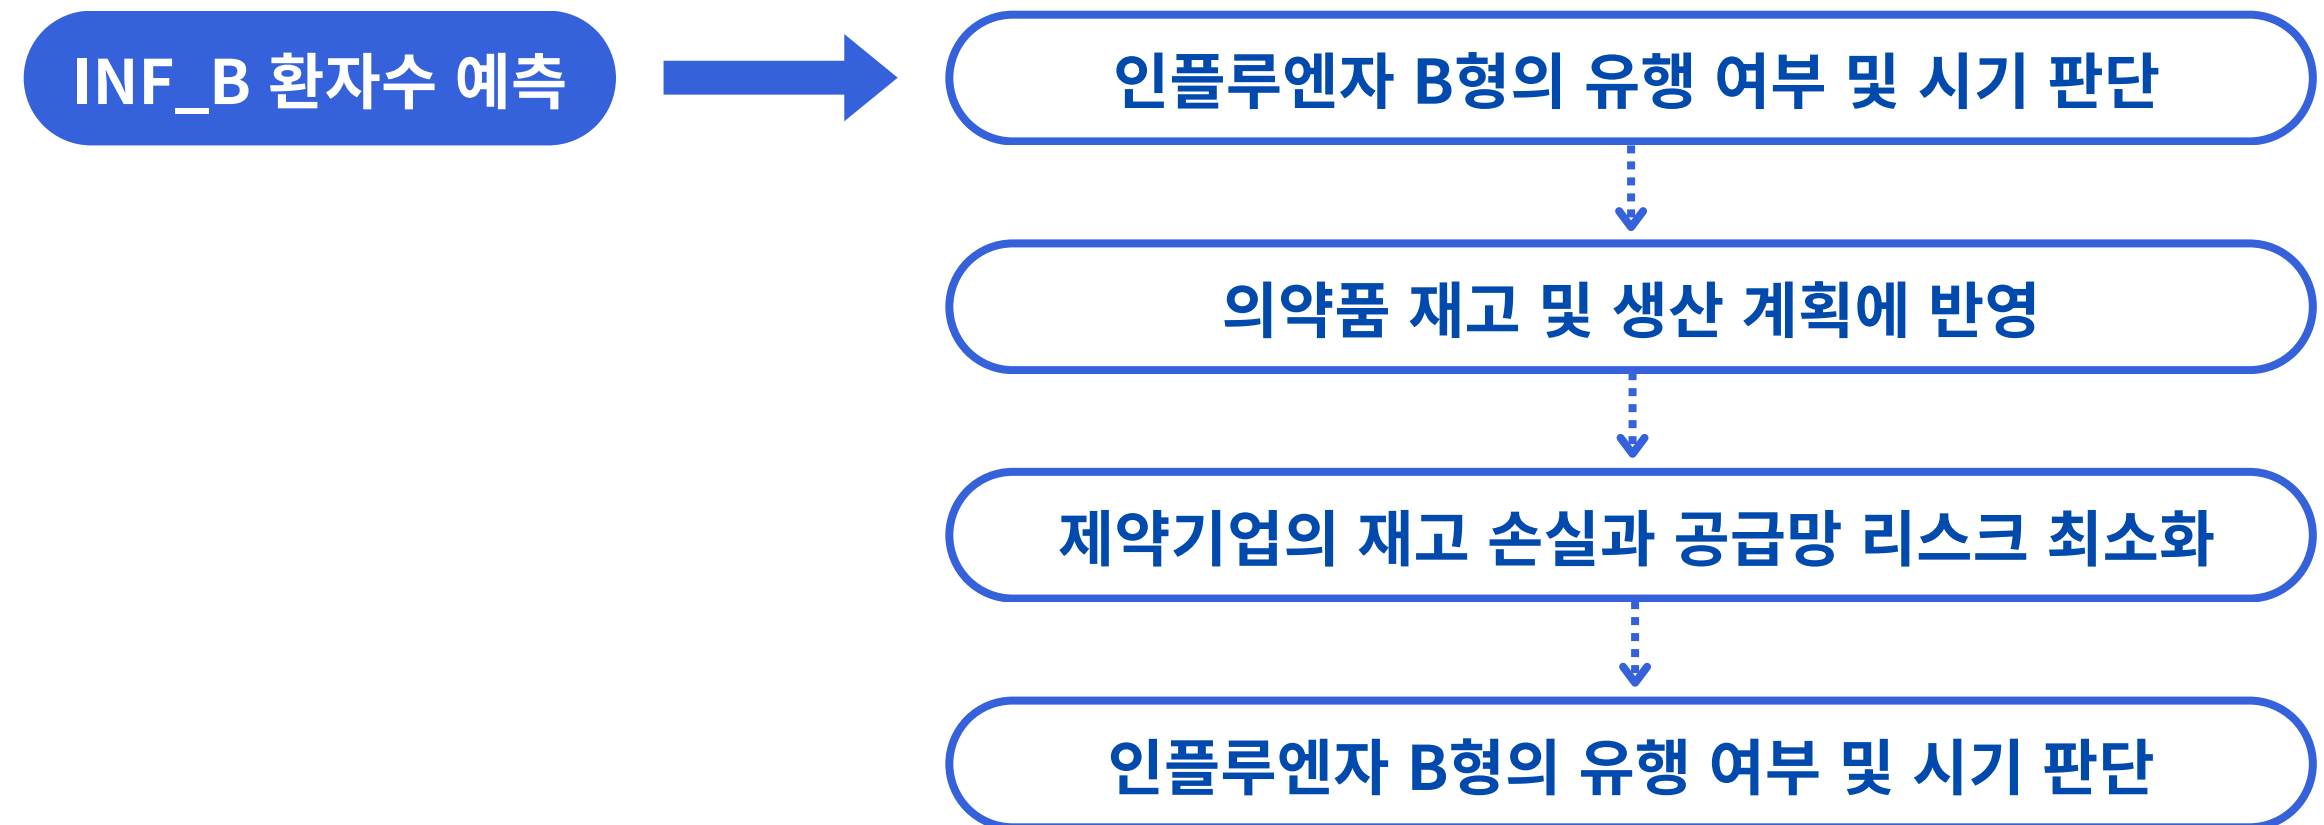 INF_B 환자수 예측
인플루엔자 B형의 유행 여부 및 시기 판단
의약품 재고 및 생산 계획에 반영
제약기업의 재고 손실과 공급망 리스크 최소화
인플루엔자 B형의 유행 여부 및 시기 판단